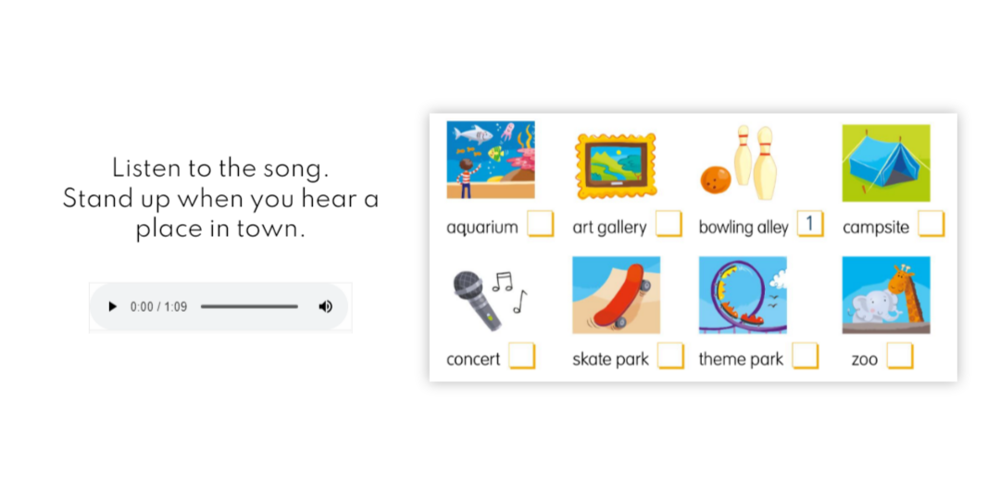 Listen to the song.
Stand up when you hear a
place in town.
0:00 / 1:09
aquarium
art gallery
bowling alley 1
campsite
concert
skate park
theme park
zoo